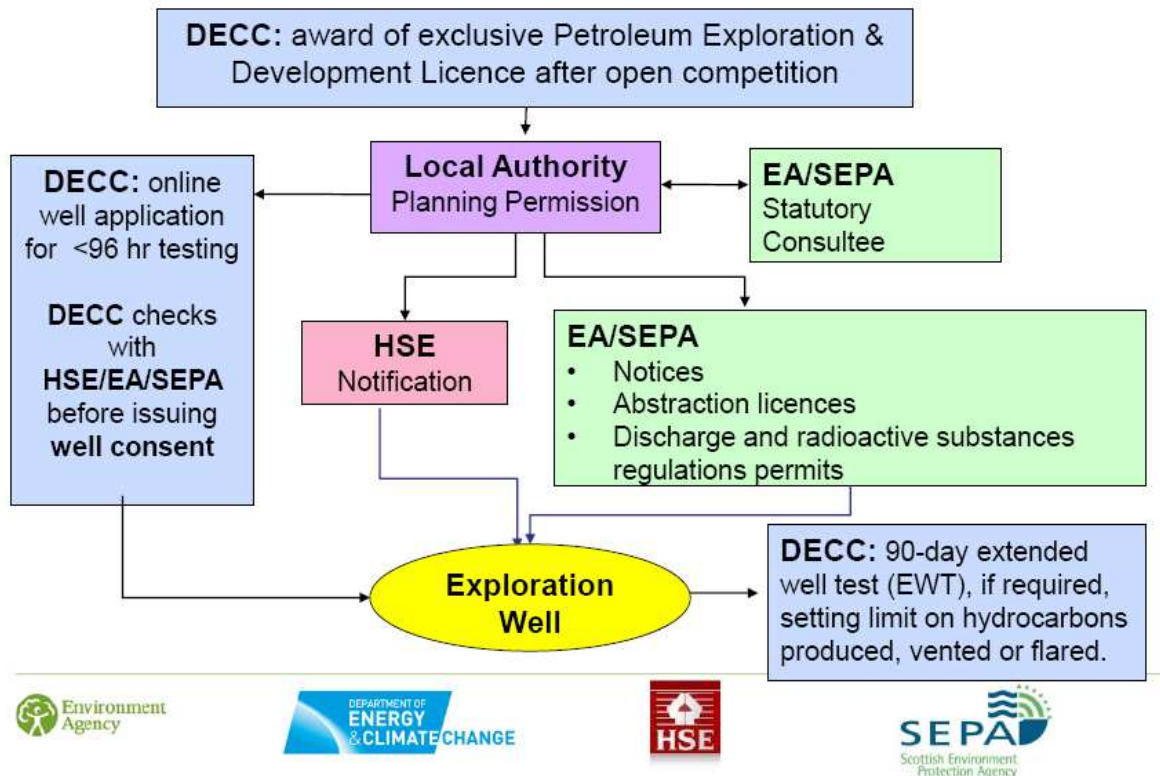 DECC: award of exclusive Petroleum Exploration &
Development Licence after open competition
Local Authority
Planning Permission
EA/SEPA
Statutory
Consultee
DECC: online
well application
for <96 hr testing
DECC checks
with
HSE/EA/SEPA
before issuing
well consent
HSE
Notification
EA/SEPA
• Notices
• Abstraction licences
• Discharge and radioactive substances
regulations permits
Exploration
Well
DECC: 90-day extended
well test (EWT), if required,
setting limit on hydrocarbons
produced, vented or flared.
Environment
Agency
DEPARTMENT OF
ENERGY
& CLIMATE CHANGE
HSE
SEPA
Scottish Environment
Protection Agency